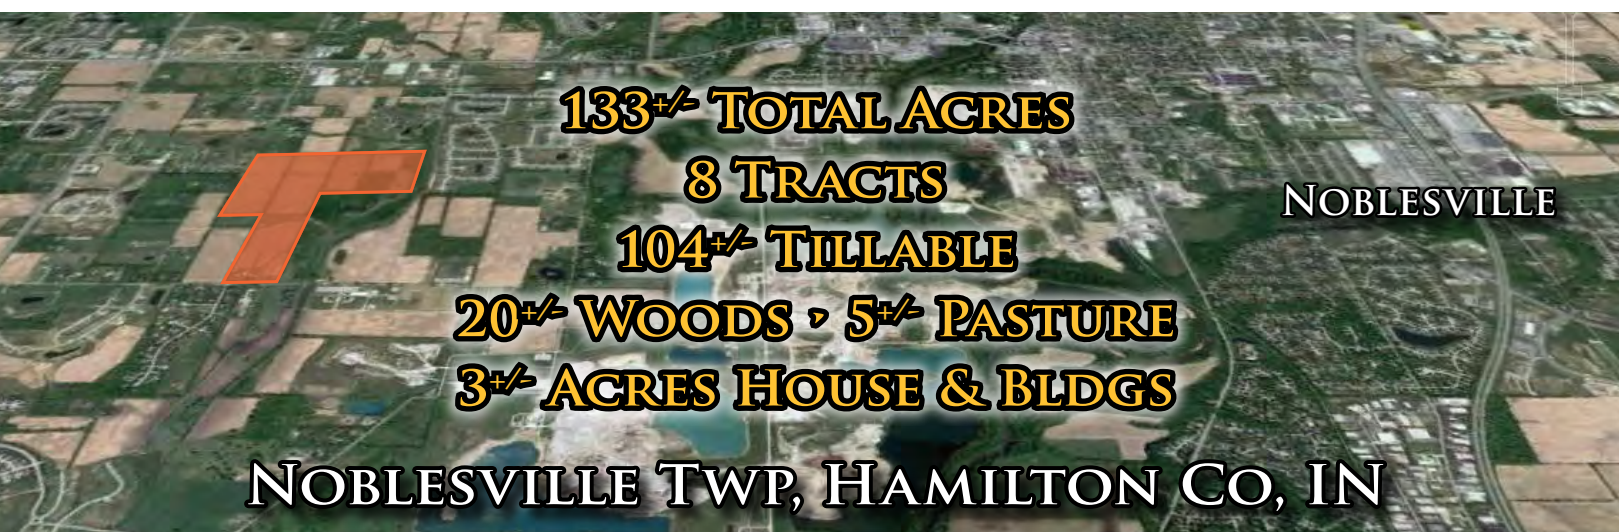 133+/- Total Acres
8 Tracts
Noblesville
104+/- Tillable
20+/- Woods • 5+/- Pasture
3+/- Acres House & Bldgs
Noblesville Twp, Hamilton Co, IN